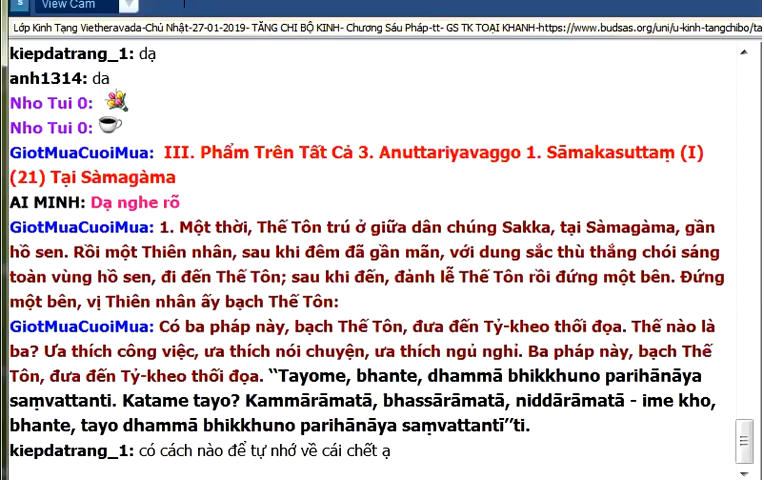 View Cam
Lớp Kinh Tạng Vietheravada-Chủ Nhật-27-01-2019- TĂNG CHI BỘ KINH- Chương Sáu Pháp-tt- GS TK TOẠI KHANH-https://www.budsas.org/uni/u-kinh-tangchibo/ta
kiepdatrang_1: dạ
anh1314: da
Nho Tui 0:
Nho Tui 0:
GiotMuaCuoiMua: III. Phẩm Trên Tất Cả 3. Anuttariyavaggo 1. Sāmakasuttaṃ (I)
(21) Tại Sàmagàma
AI MINH: Dạ nghe rõ
GiotMuaCuoiMua: 1. Một thời, Thế Tôn trú ở giữa dân chúng Sakka, tại Sàmagàma, gần
hồ sen. Rồi một Thiên nhân, sau khi đêm đã gần mãn, với dung sắc thù thắng chói sáng
toàn vùng hồ sen, đi đến Thế Tôn; sau khi đến, đảnh lễ Thế Tôn rồi đứng một bên. Đứng
một bên, vị Thiên nhân ấy bạch Thế Tôn:
GiotMuaCuoiMua: Có ba pháp này, bạch Thế Tôn, đưa đến Tỷ-kheo thối đọa. Thế nào là
ba? Ưa thích công việc, ưa thích nói chuyện, ưa thích ngủ nghỉ. Ba pháp này, bạch Thế
Tôn, đưa đến Tỷ-kheo thối đọa. ‘‘Tayome, bhante, dhammā bhikkhuno parihānāya
saṃvattanti. Katame tayo? Kammārāmatā, bhassārāmatā, niddārāmatā - ime kho,
bhante, tayo dhammā bhikkhuno parihānāya saṃvattantī’’ti.
kiepdatrang_1: có cách nào để tự nhớ về cái chết ạ